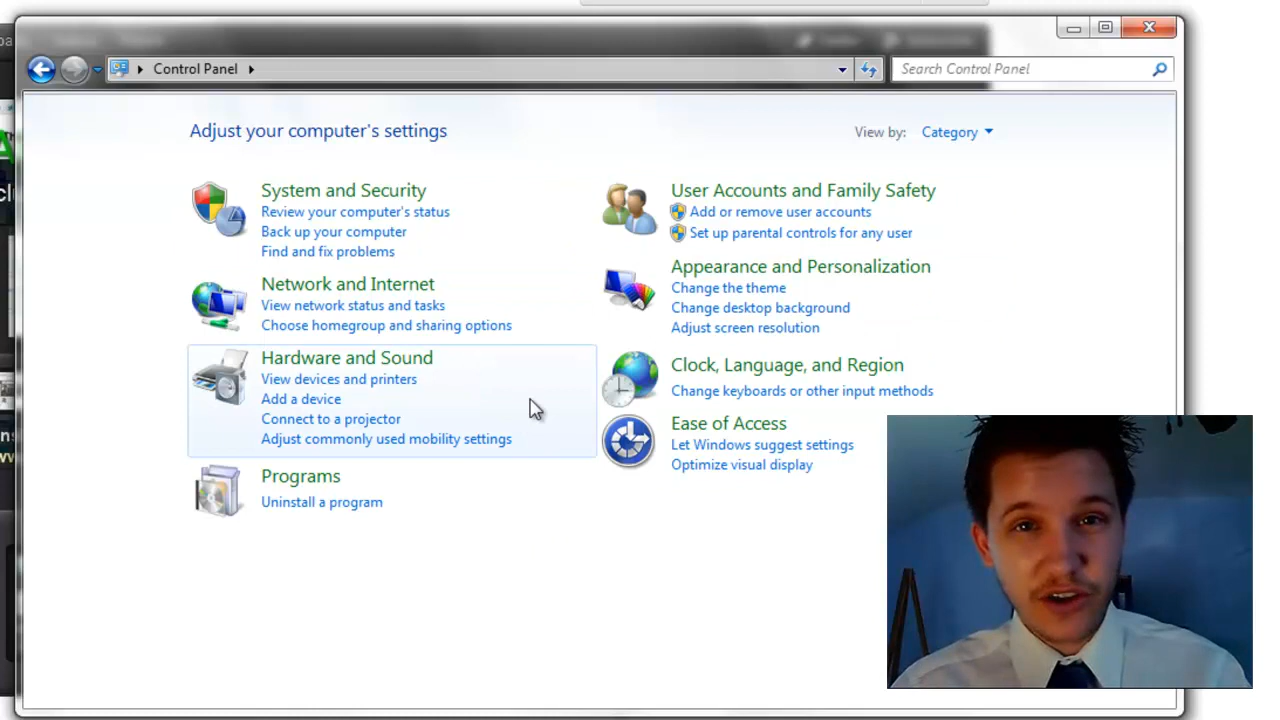 Control Panel
Search Control Panel
Adjust your computer's settings
View by: Category
System and Security
Review your computer's status
Back up your computer
Find and fix problems
Network and Internet
View network status and tasks
Choose homegroup and sharing options
Hardware and Sound
View devices and printers
Add a device
Connect to a projector
Adjust commonly used mobility settings
Programs
Uninstall a program
User Accounts and Family Safety
Add or remove user accounts
Set up parental controls for any user
Appearance and Personalization
Change the theme
Change desktop background
Adjust screen resolution
Clock, Language, and Region
Change keyboards or other input methods
Ease of Access
Let Windows suggest settings
Optimize visual display